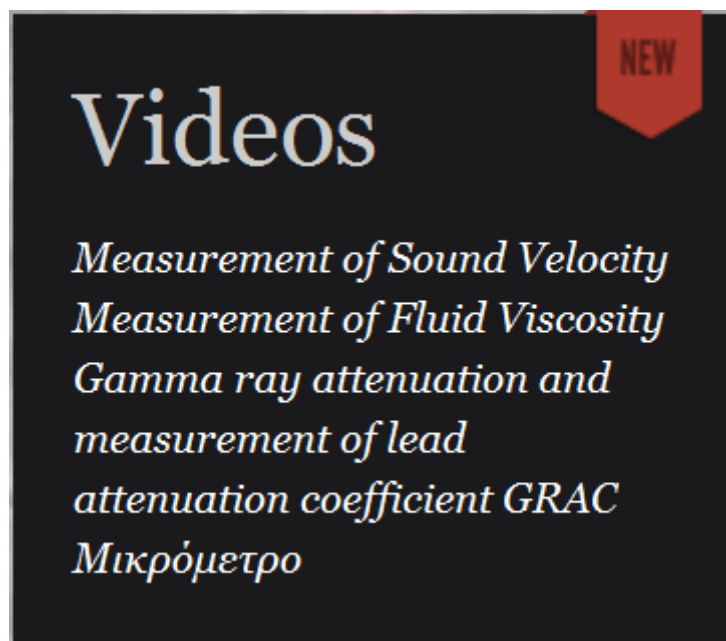 NEW
Videos
Measurement of Sound Velocity
Measurement of Fluid Viscosity
Gamma ray attenuation and
measurement of lead
attenuation coefficient GRAC
Μικρόμετρο